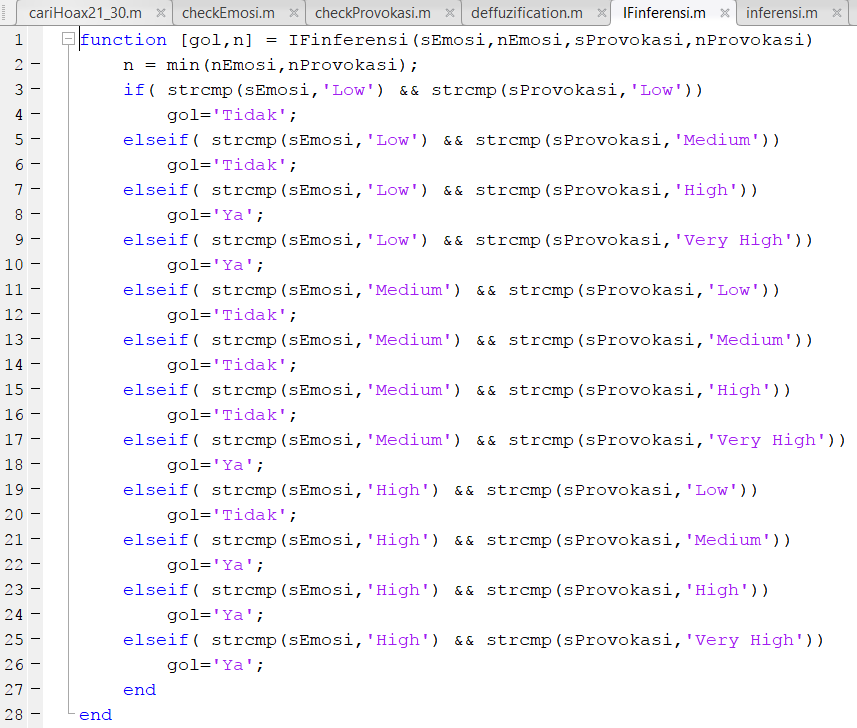 cariHoax21_30.m × checkEmosi.m × checkProvokasi.m × deffuzification.m × IFinferensi.m × inferensi.m ×
1 function [gol,n] = IFinferensi(sEmosi,nEmosi,sProvokasi,nProvokasi)
2 - n = min(nEmosi,nProvokasi);
3 - if( strcmp(sEmosi,'Low') && strcmp(sProvokasi,'Low'))
4 - gol='Tidak';
5 - elseif( strcmp(sEmosi,'Low') && strcmp(sProvokasi,'Medium'))
6 - gol='Tidak';
7 - elseif( strcmp(sEmosi,'Low') && strcmp(sProvokasi,'High'))
8 - gol='Ya';
9 - elseif( strcmp(sEmosi,'Low') && strcmp(sProvokasi,'Very High'))
10 - gol='Ya';
11 - elseif( strcmp(sEmosi,'Medium') && strcmp(sProvokasi,'Low'))
12 - gol='Tidak';
13 - elseif( strcmp(sEmosi,'Medium') && strcmp(sProvokasi,'Medium'))
14 - gol='Tidak';
15 - elseif( strcmp(sEmosi,'Medium') && strcmp(sProvokasi,'High'))
16 - gol='Tidak';
17 - elseif( strcmp(sEmosi,'Medium') && strcmp(sProvokasi,'Very High'))
18 - gol='Ya';
19 - elseif( strcmp(sEmosi,'High') && strcmp(sProvokasi,'Low'))
20 - gol='Tidak';
21 - elseif( strcmp(sEmosi,'High') && strcmp(sProvokasi,'Medium'))
22 - gol='Ya';
23 - elseif( strcmp(sEmosi,'High') && strcmp(sProvokasi,'High'))
24 - gol='Ya';
25 - elseif( strcmp(sEmosi,'High') && strcmp(sProvokasi,'Very High'))
26 - gol='Ya';
27 - end
28 - end